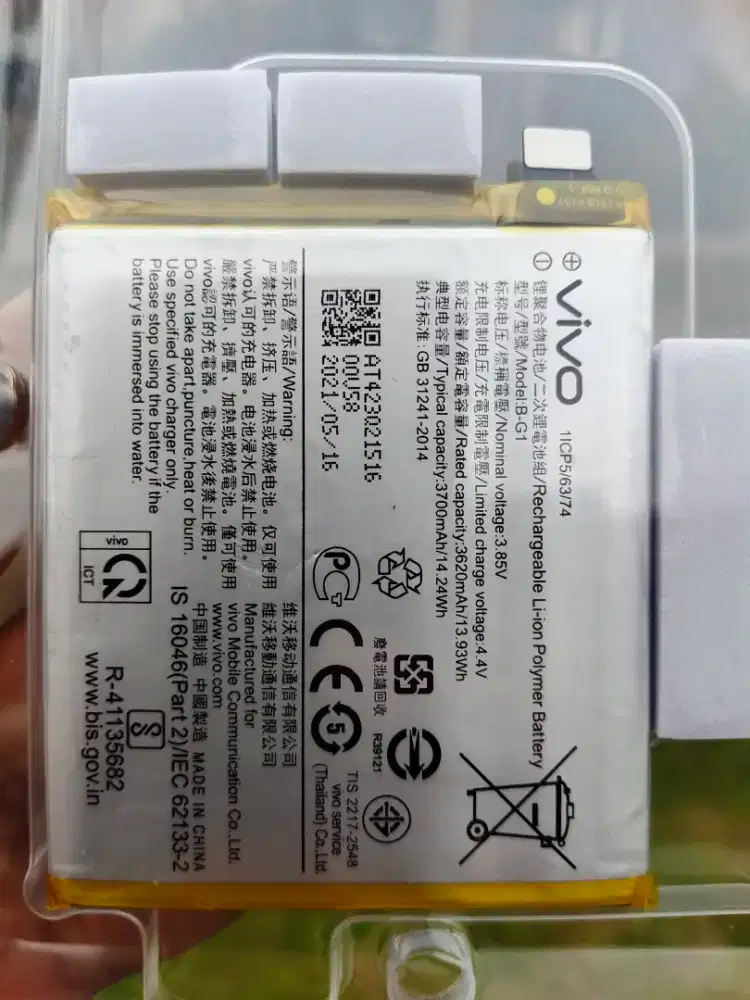 vivo
1ICP5/63/74
锂聚合物电池/二次鋰電池組/Rechargeable Li-ion Polymer Battery
型号/型號/Model:B-G1
标称电压/標稱電壓/Nominal voltage:3.85V
充电限制电压/充電限制電壓/Limited charge voltage:4.4V
额定容量/額定電容量/Rated capacity:3620mAh/13.93Wh
典型电容量/Typical capacity:3700mAh/14.24Wh
执行标准: GB 31241-2014
AT423021516
00V58
2021/05/16
廢電池請回收
R39121
TIS 2217-2548
vivo service
(Thailand) Co.,Ltd.
PC
CE
5
警示语/警示語/Warning:
严禁拆卸、挤压、加热或燃烧电池。仅可使用
vivo认可的充电器。电池浸水后禁止使用。
嚴禁拆卸、擠壓、加熱或燃燒電池。僅可使用
vivo認可的充電器。電池浸水後禁止使用。
Do not take apart,puncture,heat or burn.
Use specified vivo charger only.
Please stop using the battery if the
battery is immersed into water.
维沃移动通信有限公司
維沃移動通信有限公司
Manufactured for
vivo Mobile Communication Co.,Ltd.
www.vivo.com
中国制造 中國製造 MADE IN CHINA
IS 16046(Part 2)/IEC 62133-2
R-41135682
www.bis.gov.in
vivo
ICT